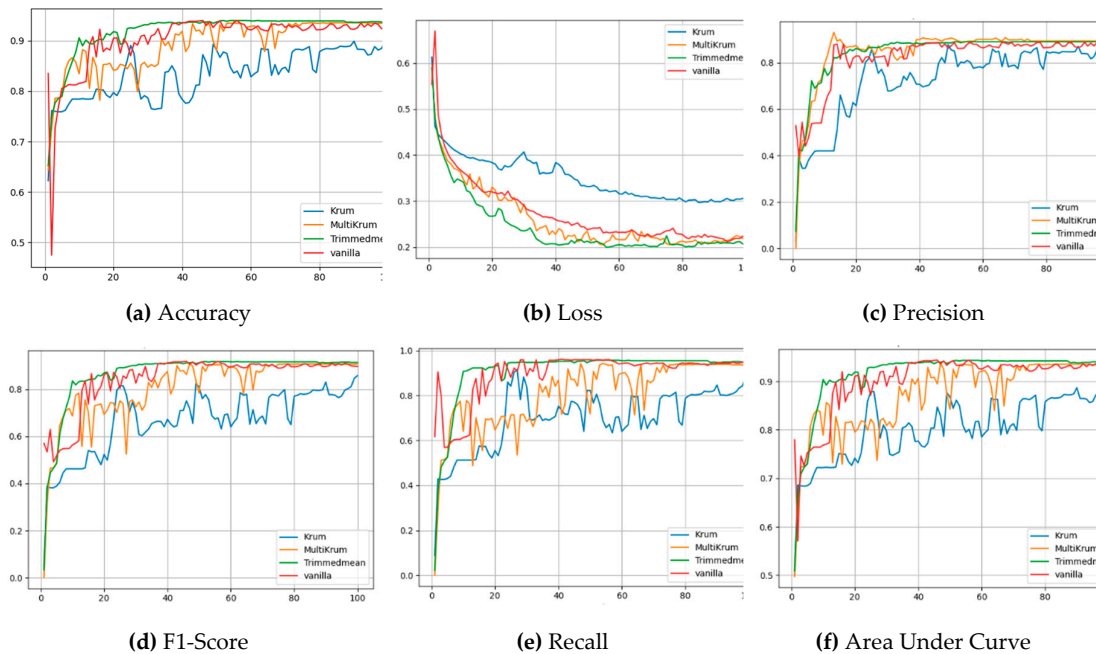 0.9
0.8
0.7
0.6
0.5
0 20 40 60 80 1
Krum
MultiKrum
Trimmedme
vanilla
(a) Accuracy
0.6
0.5
0.4
0.3
0.2
0 20 40 60 80 1
Krum
MultiKrum
Trimmedme
vanilla
(b) Loss
0.8
0.6
0.4
0.2
0.0
0 20 40 60 80
Krum
MultiKrum
Trimmedm
vanilla
(c) Precision
0.8
0.6
0.4
0.2
0.0
0 20 40 60 80 100
Krum
MultiKrum
Trimmedmean
vanilla
(d) F1-Score
1.0
0.8
0.6
0.4
0.2
0.0
0 20 40 60 80 1
Krum
MultiKrum
Trimmedme
vanilla
(e) Recall
0.9
0.8
0.7
0.6
0.5
0 20 40 60 80
Krum
MultiKrum
Trimmedm
vanilla
(f) Area Under Curve